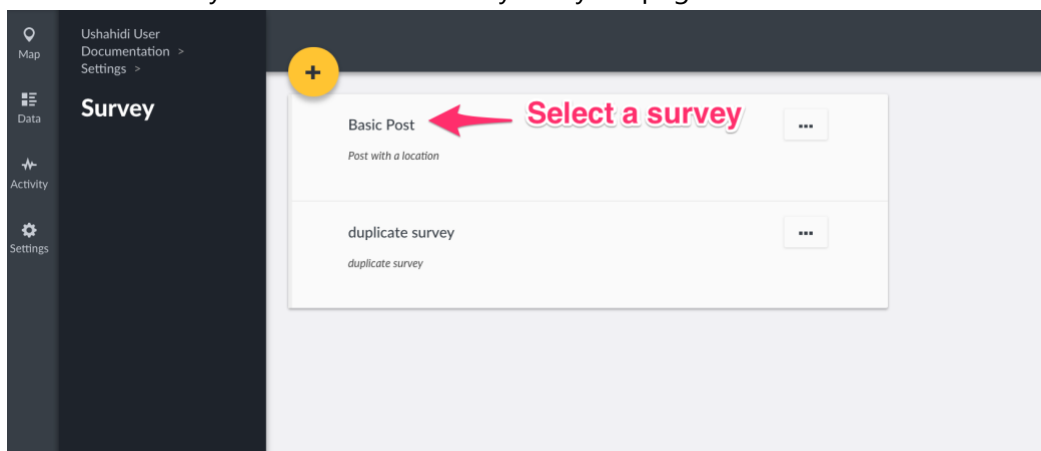 Map
Data
Activity
Settings
Ushahidi User
Documentation >
Settings >
Survey
+
Basic Post
Select a survey
...
Post with a location
duplicate survey
...
duplicate survey